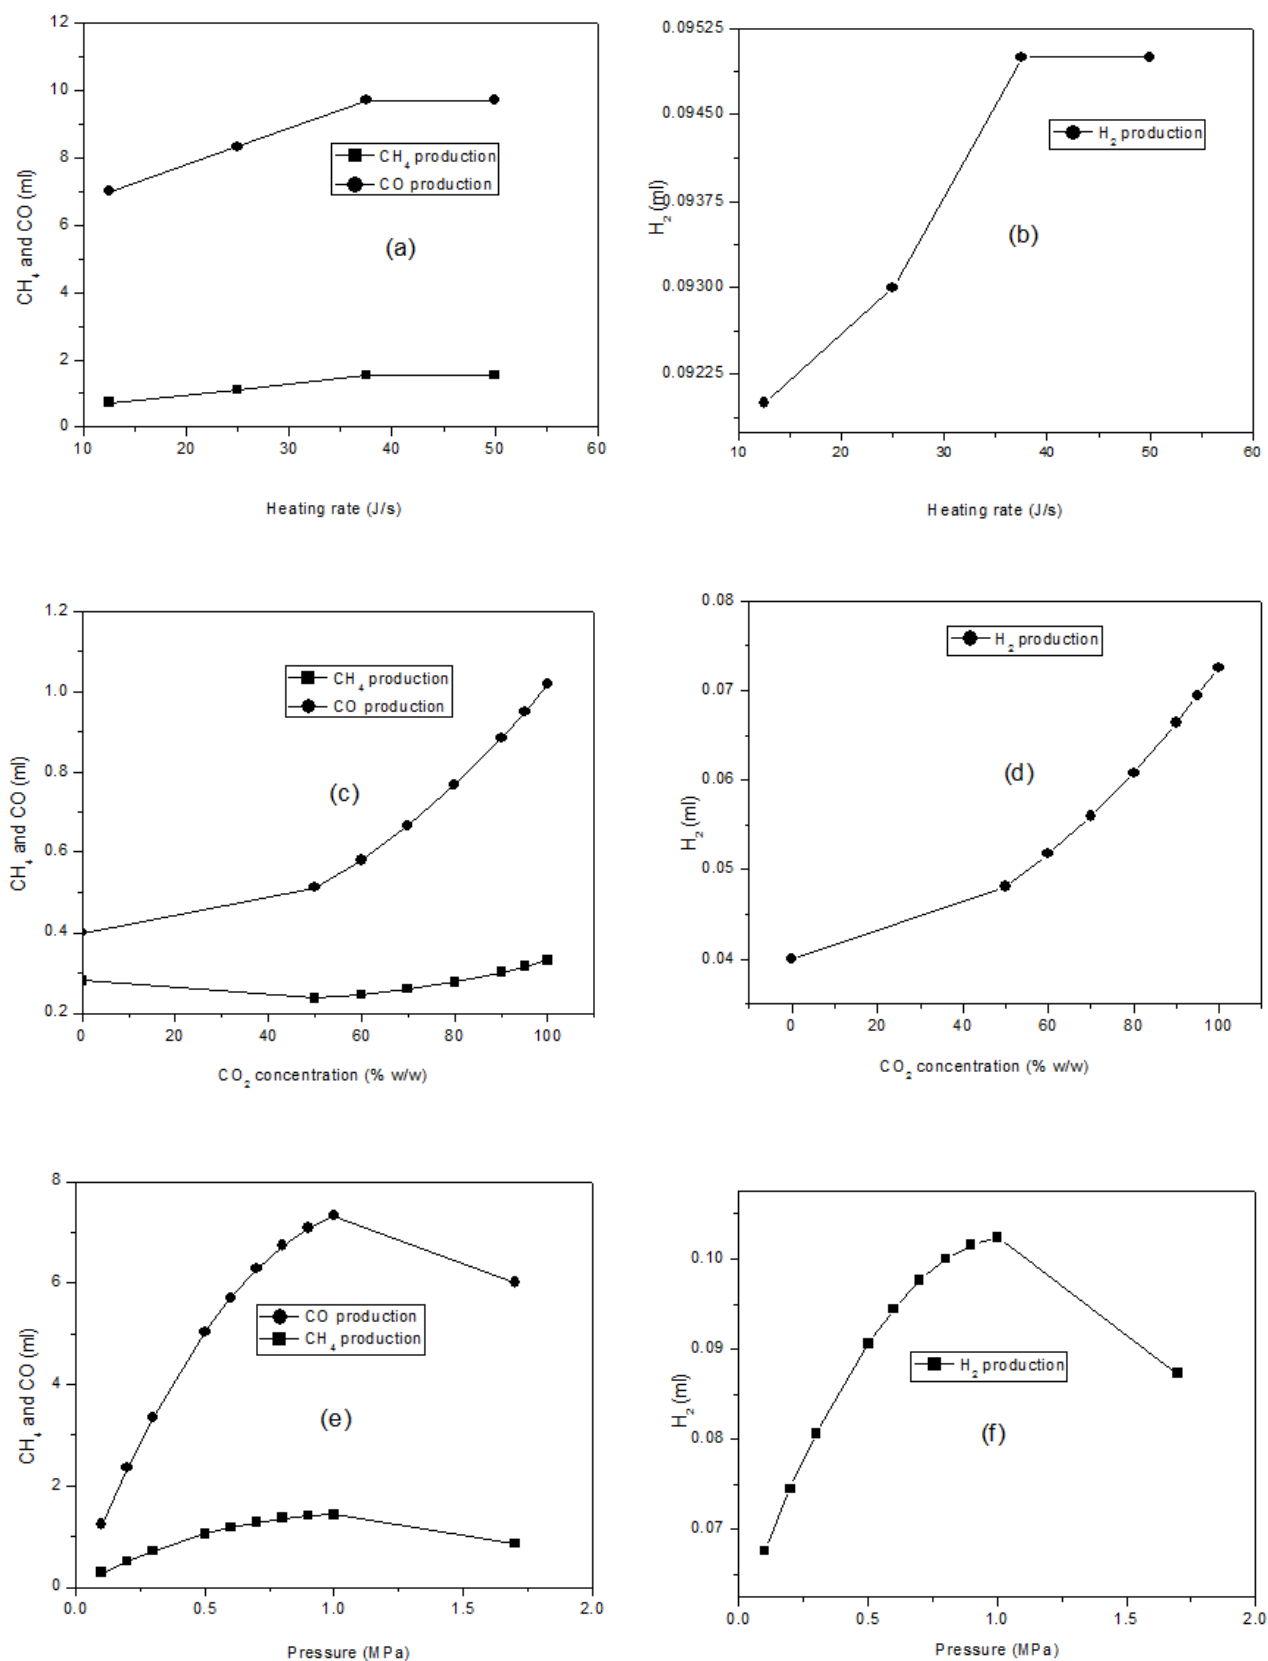 12
10
8
6
4
2
0
CH4 and CO (ml)
CH4 production
CO production
(a)
10 20 30 40 50 60
Heating rate (J/s)
0.09525
0.09450
0.09375
0.09300
0.09225
H2 (ml)
H2 production
(b)
10 20 30 40 50 60
Heating rate (J/s)
1.2
1.0
0.8
0.6
0.4
0.2
CH4 and CO (ml)
CH4 production
CO production
(c)
0 20 40 60 80 100
CO2 concentration (% w/w)
0.08
0.07
0.06
0.05
0.04
H2 (ml)
H2 production
(d)
0 20 40 60 80 100
CO2 concentration (% w/w)
8
6
4
2
0
CH4 and CO (ml)
CO production
CH4 production
(e)
0.0 0.5 1.0 1.5 2.0
Pressure (MPa)
0.10
0.09
0.08
0.07
H2 (ml)
H2 production
(f)
0.0 0.5 1.0 1.5 2.0
Pressure (MPa)